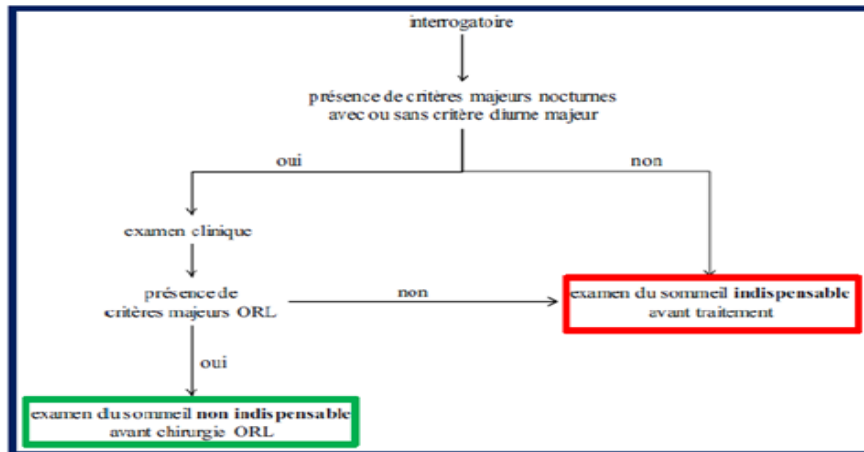 interrogatoire
présence de critères majeurs nocturnes
avec ou sans critère diurne majeur
oui
non
examen clinique
présence de
critères majeurs ORL
non
examen du sommeil indispensable
avant traitement
oui
examen du sommeil non indispensable
avant chirurgie ORL